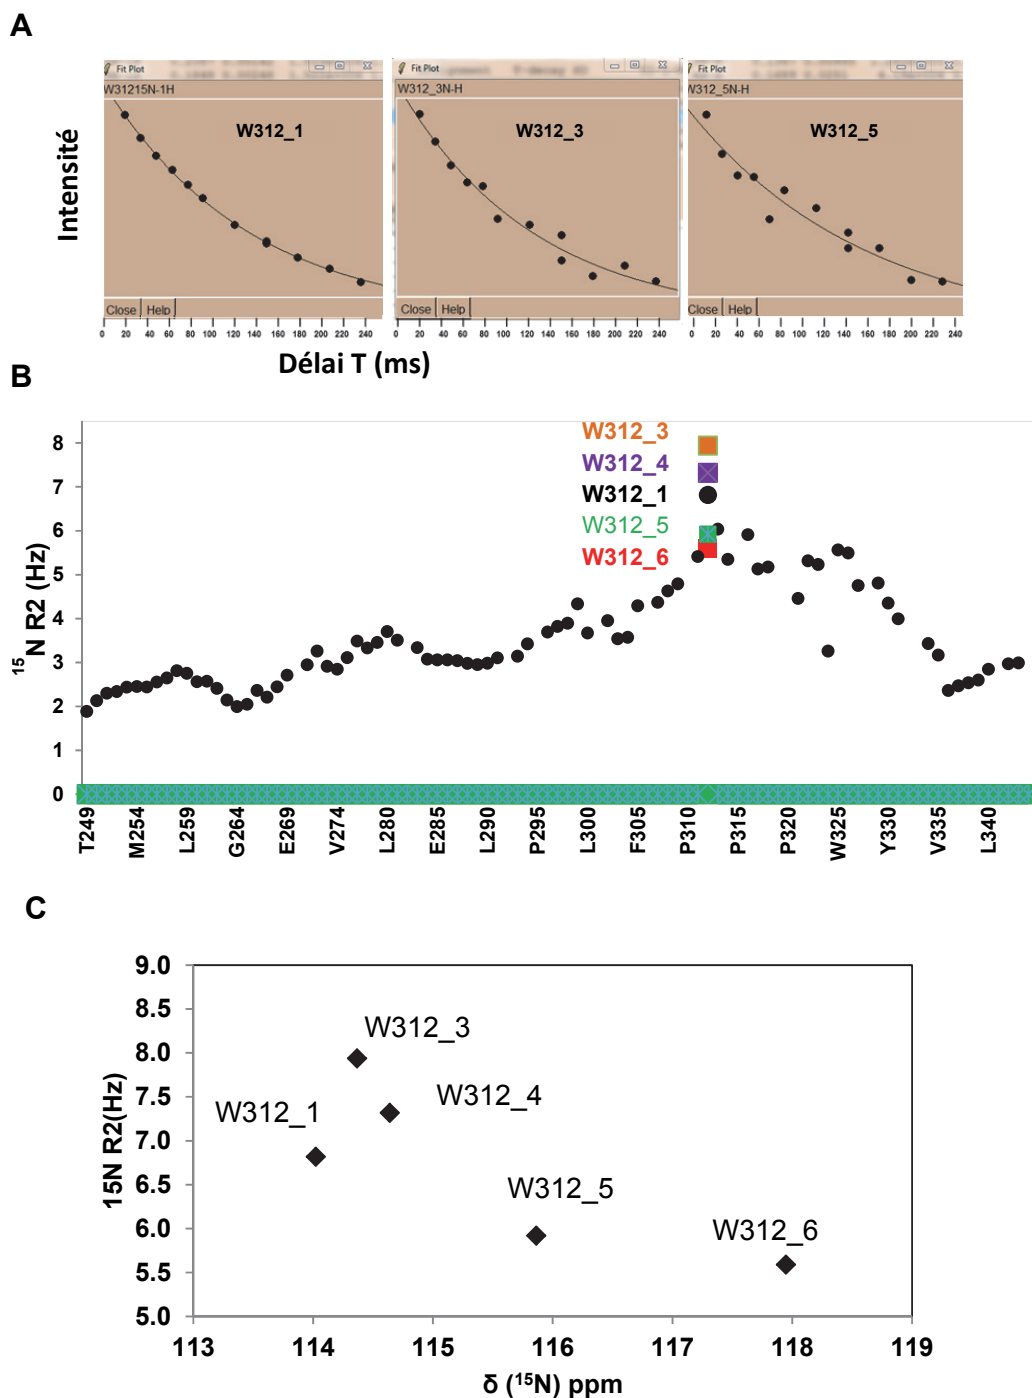 A
Fit Plot
Fit Plot
Fit Plot
W31215N-1H
W312_3N-H
W312_5N-H
W312_1
W312_3
W312_5
Intensité
Close Help
Close Help
Close Help
0 20 40 60 80 100 120 140 160 180 200 220 240
0 20 40 60 80 100 120 140 160 180 200 220 240
0 20 40 60 80 100 120 140 160 180 200 220 240
Délai T (ms)
B
15N R2 (Hz)
8
7
6
5
4
3
2
1
0
W312_3
W312_4
W312_1
W312_5
W312_6
T249 M254 L259 G264 E269 V274 L280 E285 L290 P295 L300 F305 P310 P315 P320 W325 Y330 V335 L340
C
15N R2(Hz)
9.0
8.5
8.0
7.5
7.0
6.5
6.0
5.5
5.0
W312_3
W312_4
W312_1
W312_5
W312_6
113 114 115 116 117 118 119
δ (15N) ppm